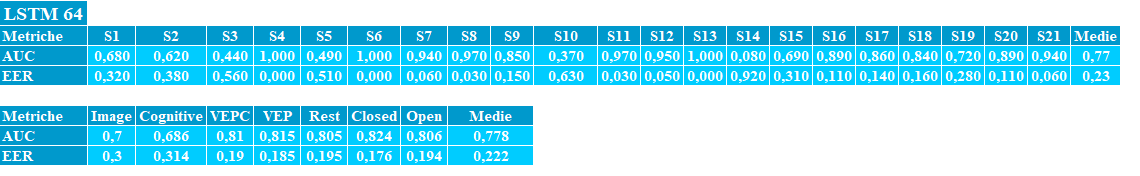 LSTM 64
Metriche S1 S2 S3 S4 S5 S6 S7 S8 S9 S10 S11 S12 S13 S14 S15 S16 S17 S18 S19 S20 S21 Medie
AUC 0,680 0,620 0,440 1,000 0,490 1,000 0,940 0,970 0,850 0,370 0,970 0,950 1,000 0,080 0,690 0,890 0,860 0,840 0,720 0,890 0,940 0,77
EER 0,320 0,380 0,560 0,000 0,510 0,000 0,060 0,030 0,150 0,630 0,030 0,050 0,000 0,920 0,310 0,110 0,140 0,160 0,280 0,110 0,060 0,23
Metriche Image Cognitive VEPC VEP Rest Closed Open Medie
AUC 0,7 0,686 0,81 0,815 0,805 0,824 0,806 0,778
EER 0,3 0,314 0,19 0,185 0,195 0,176 0,194 0,222